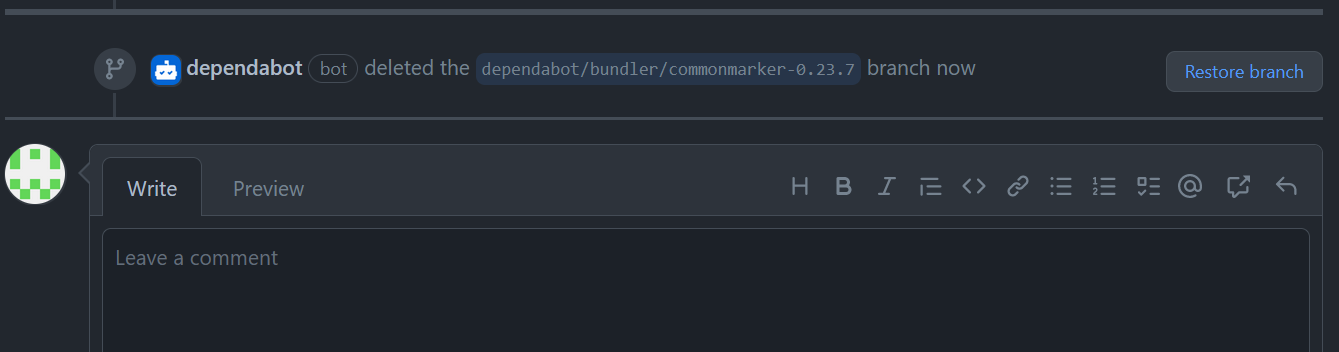 dependabot bot deleted the dependabot/bundler/commonmarker-0.23.7 branch now Restore branch
Write Preview
Leave a comment